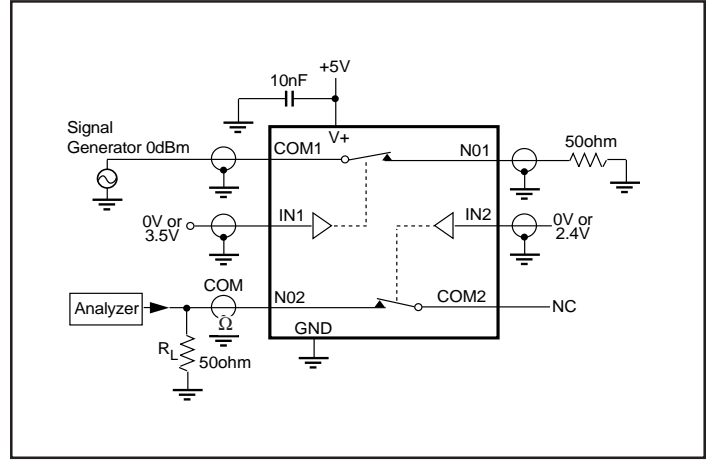 +5V
10nF
V+
Signal
Generator 0dBm
COM1
N01
50ohm
0V or
3.5V
IN1
IN2
0V or
2.4V
COM
Ω
Analyzer
N02
COM2
NC
GND
RL
50ohm